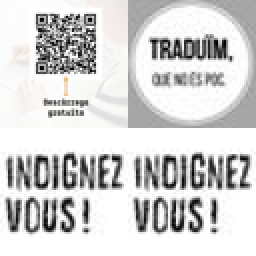 Descàrrega
gratuïta
TRADUÏM,
QUE NO ÉS POC.
INDIGNEZ
VOUS!
INDIGNEZ
VOUS!